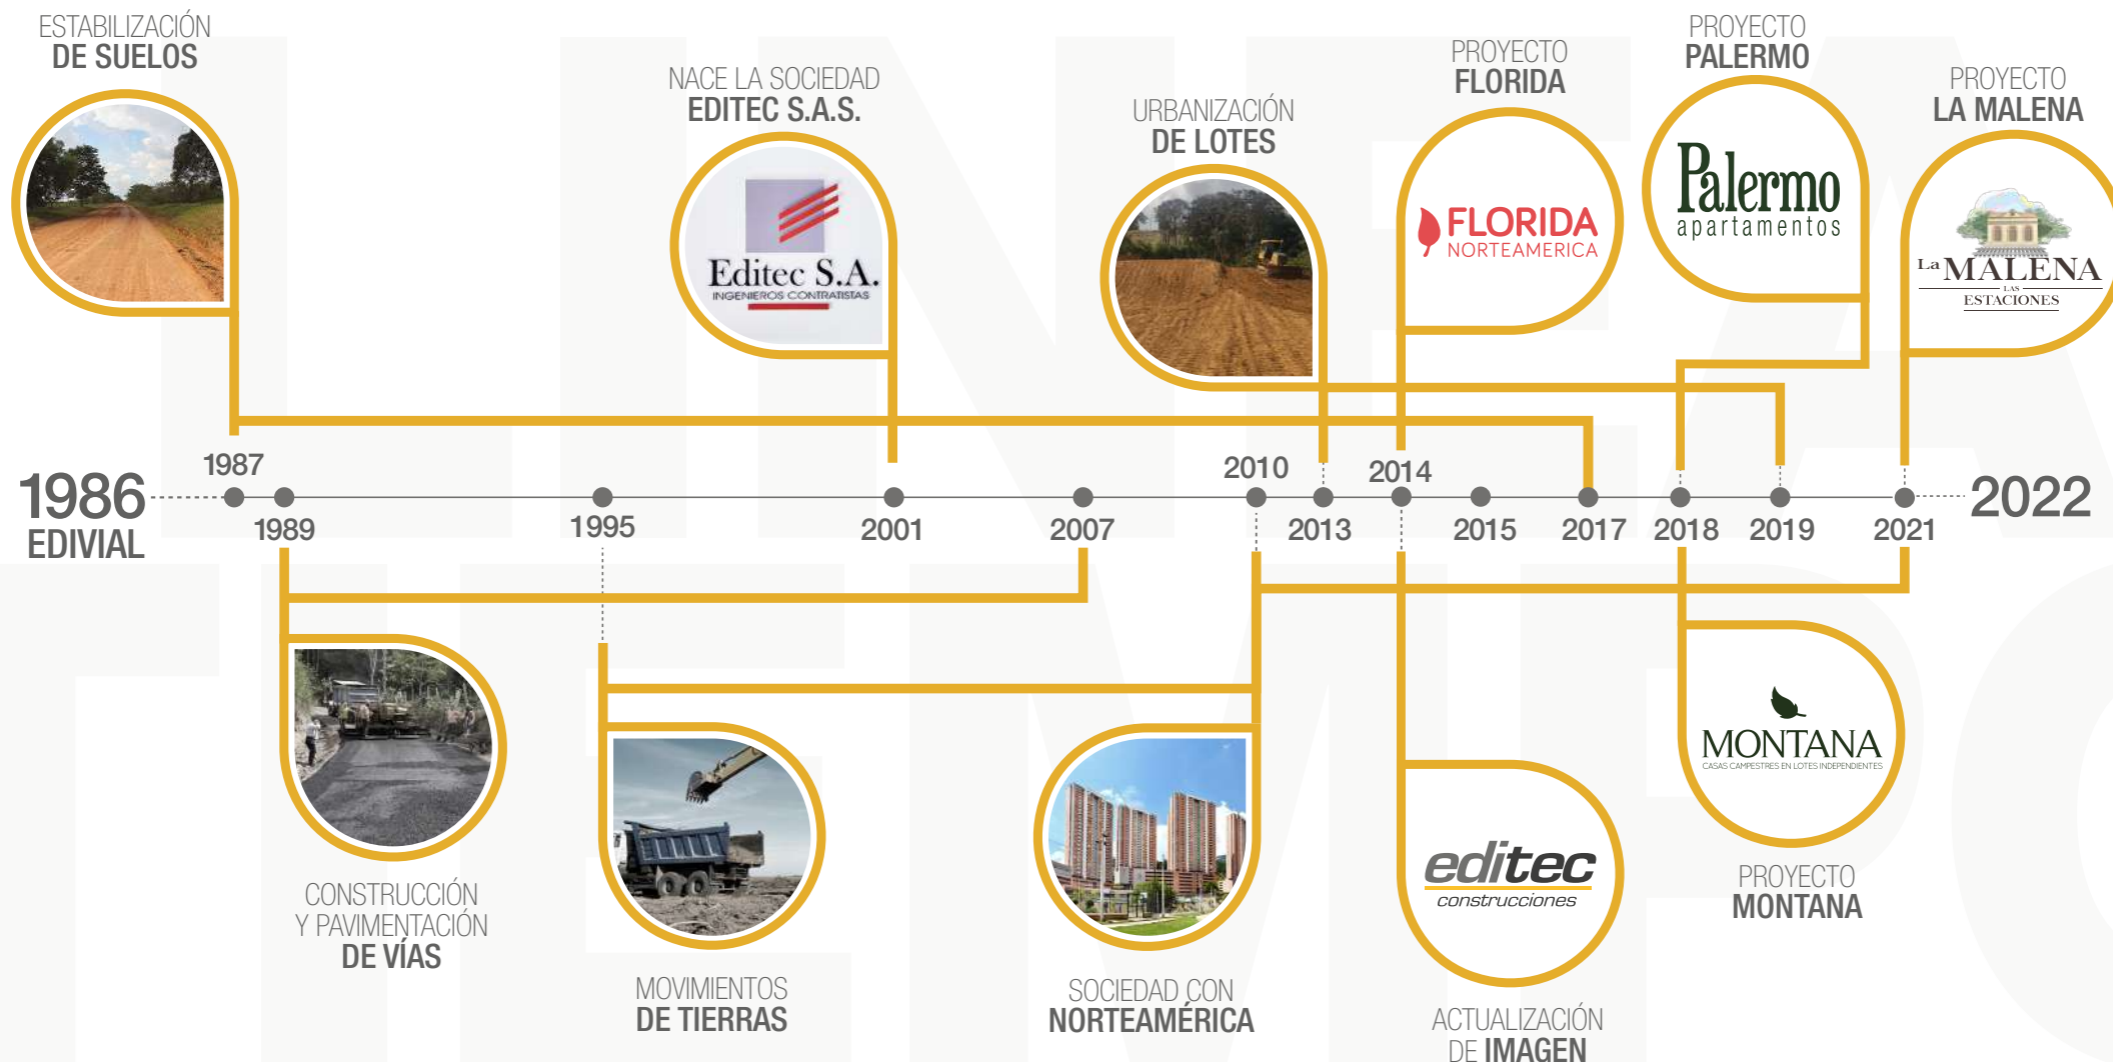 ESTABILIZACIÓN
DE SUELOS
NACE LA SOCIEDAD
EDITEC S.A.S.
Editec S.A.
INGENIEROS CONTRATISTAS
URBANIZACIÓN
DE LOTES
PROYECTO
FLORIDA
FLORIDA
NORTEAMERICA
PROYECTO
PALERMO
Palermo
apartamentos
PROYECTO
LA MALENA
La MALENA
LAS
ESTACIONES
1986
EDIVIAL
1987
1989
1995
2001
2007
2010
2013
2014
2015
2017
2018
2019
2021
2022
CONSTRUCCIÓN
Y PAVIMENTACIÓN
DE VÍAS
MOVIMIENTOS
DE TIERRAS
SOCIEDAD CON
NORTEAMÉRICA
editec
construcciones
ACTUALIZACIÓN
DE IMAGEN
MONTANA
CASAS CAMPESTRES EN LOTES INDEPENDIENTES
PROYECTO
MONTANA
LINEA
TIEMPO